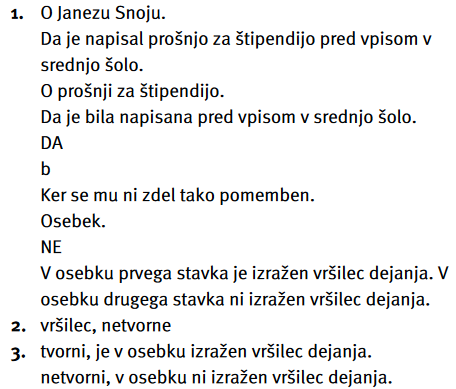 1. O Janezu Snoju.
Da je napisal prošnjo za štipendijo pred vpisom v
srednjo šolo.
O prošnji za štipendijo.
Da je bila napisana pred vpisom v srednjo šolo.
DA
b
Ker se mu ni zdel tako pomemben.
Osebek.
NE
V osebku prvega stavka je izražen vršilec dejanja. V
osebku drugega stavka ni izražen vršilec dejanja.
2. vršilec, netvorne
3. tvorni, je v osebku izražen vršilec dejanja.
netvorni, v osebku ni izražen vršilec dejanja.